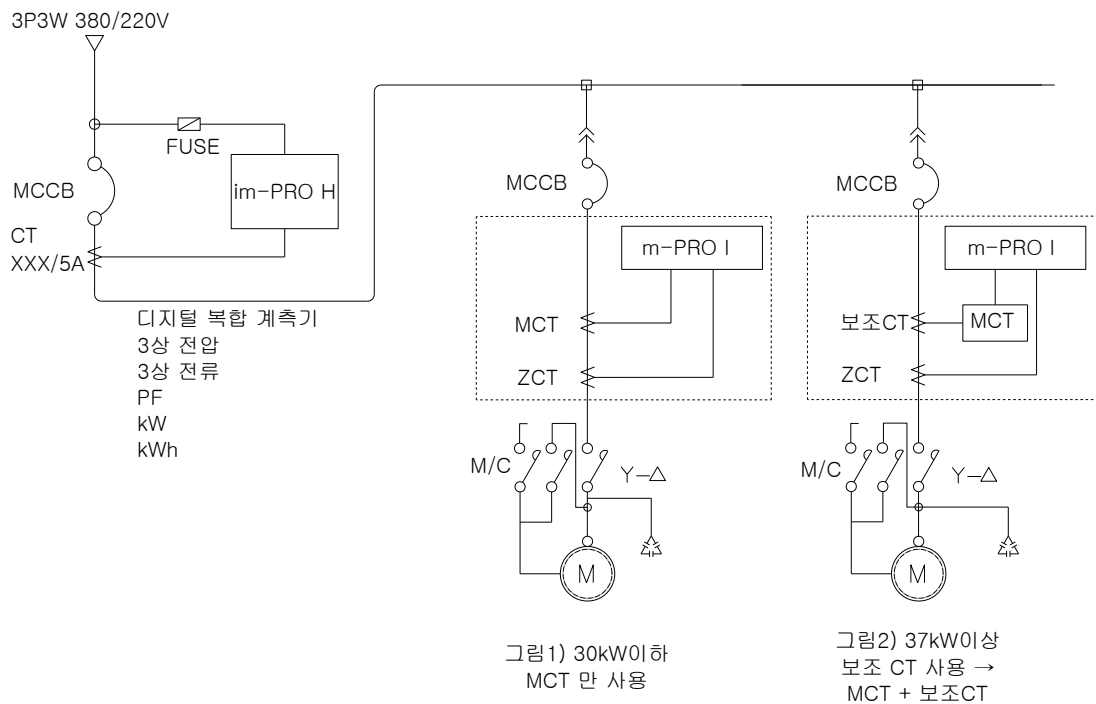 3P3W 380/220V
FUSE
im-PRO H
MCCB
CT
XXX/5A
디지털 복합 계측기
3상 전압
3상 전류
PF
kW
kWh
MCCB
m-PRO I
MCT
ZCT
M/C
Y-△
M
그림1) 30kW이하
MCT 만 사용
MCCB
m-PRO I
보조CT
MCT
ZCT
M/C
Y-△
M
그림2) 37kW이상
보조 CT 사용 →
MCT + 보조CT